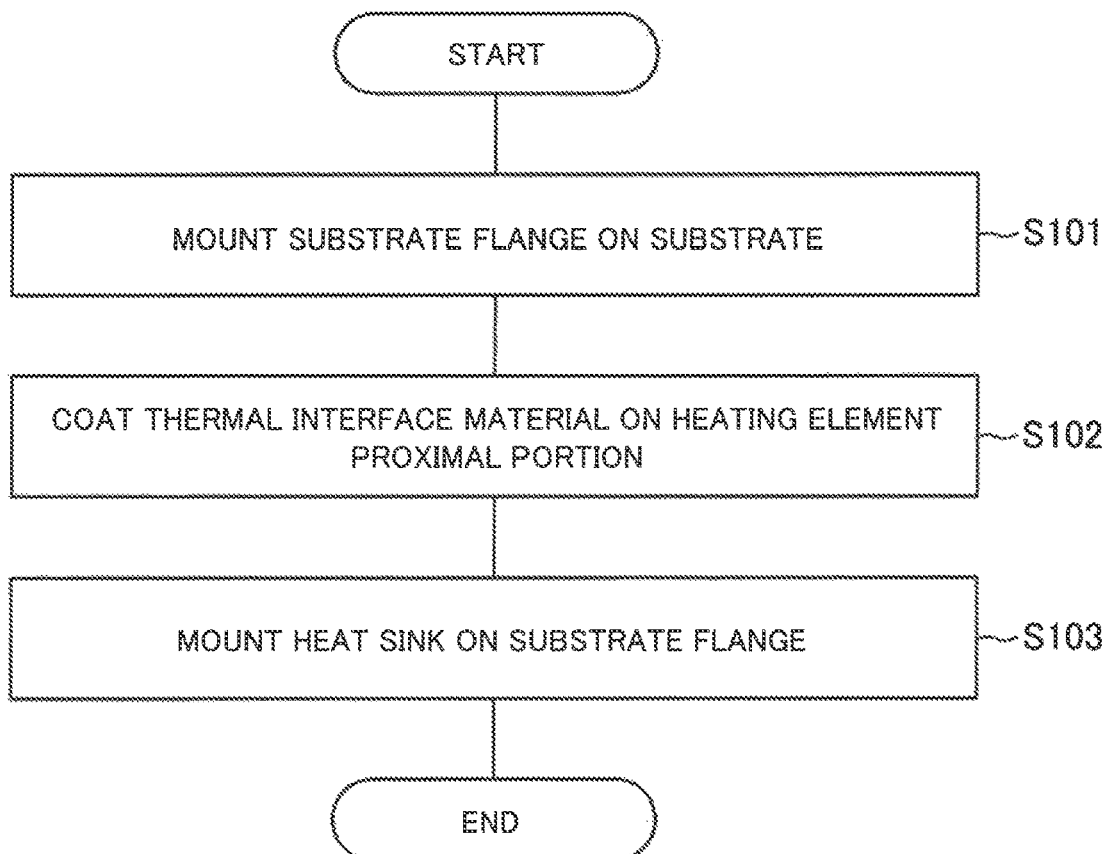 START
MOUNT SUBSTRATE FLANGE ON SUBSTRATE
S101
COAT THERMAL INTERFACE MATERIAL ON HEATING ELEMENT
PROXIMAL PORTION
S102
MOUNT HEAT SINK ON SUBSTRATE FLANGE
S103
END